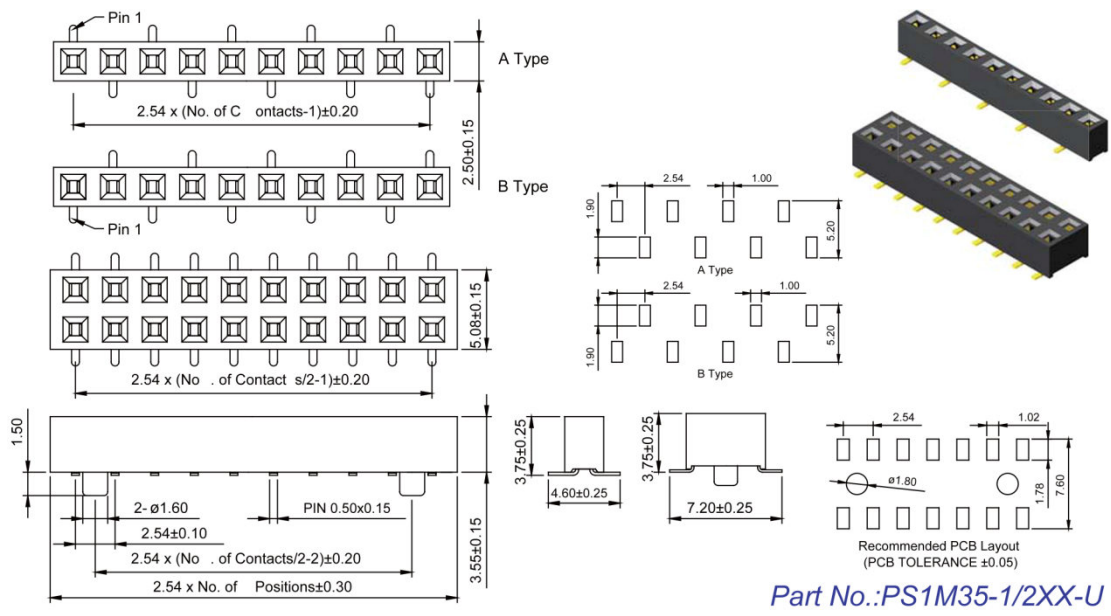 Pin 1
A Type
2.54 x (No. of C ontacts-1)±0.20
2.50±0.15
B Type
Pin 1
5.08±0.15
2.54 x (No . of Contact s/2-1)±0.20
1.50
2- ø1.60
PIN 0.50x0.15
2.54±0.10
2.54 x (No . of Contacts/2-2)±0.20
2.54 x No. of Positions±0.30
3.55±0.15
2.54
1.00
1.90
5.20
A Type
2.54
1.00
1.90
5.20
B Type
3.75±0.25
4.60±0.25
3.75±0.25
7.20±0.25
2.54
1.02
ø1.80
1.78
7.60
Recommended PCB Layout
(PCB TOLERANCE ±0.05)
Part No.:PS1M35-1/2XX-U